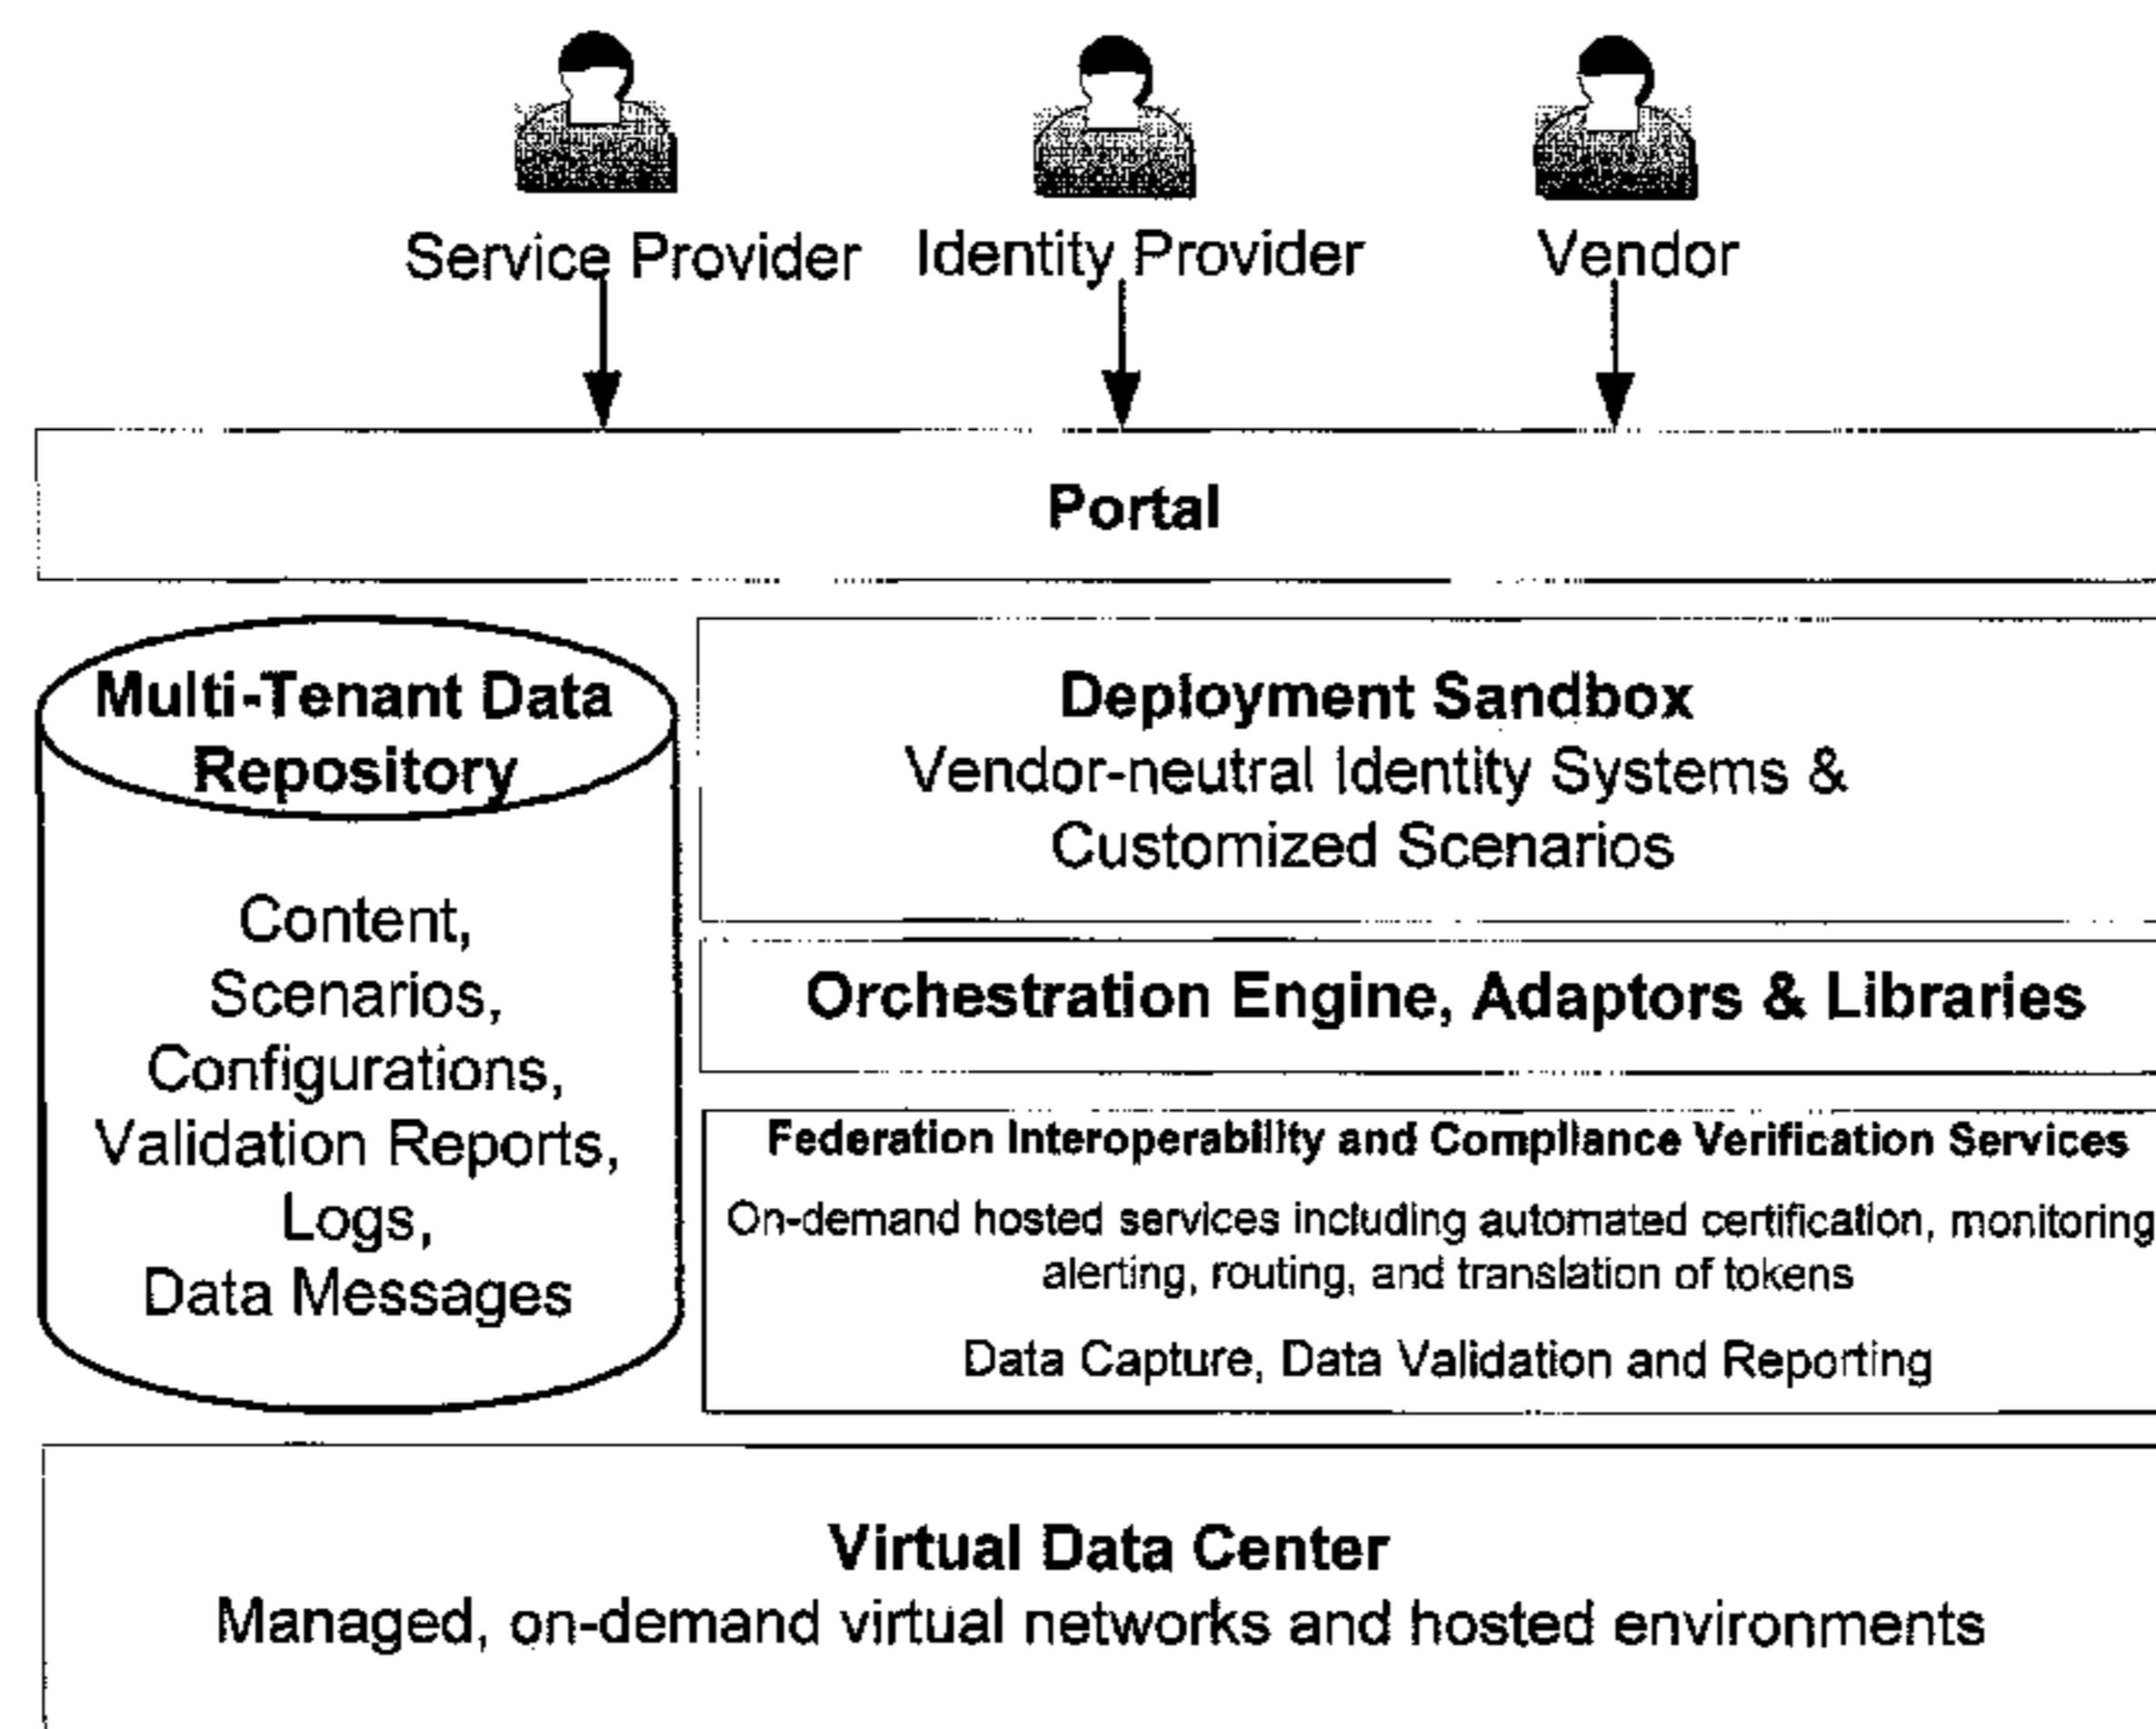 Service Provider
Identity Provider
Vendor
Portal
Multi-Tenant Data
Repository
Content,
Scenarios,
Configurations,
Validation Reports,
Logs,
Data Messages
Deployment Sandbox
Vendor-neutral Identity Systems &
Customized Scenarios
Orchestration Engine, Adaptors & Libraries
Federation Interoperability and Compliance Verification Services
On-demand hosted services including automated certification, monitoring
alerting, routing, and translation of tokens
Data Capture, Data Validation and Reporting
Virtual Data Center
Managed, on-demand virtual networks and hosted environments